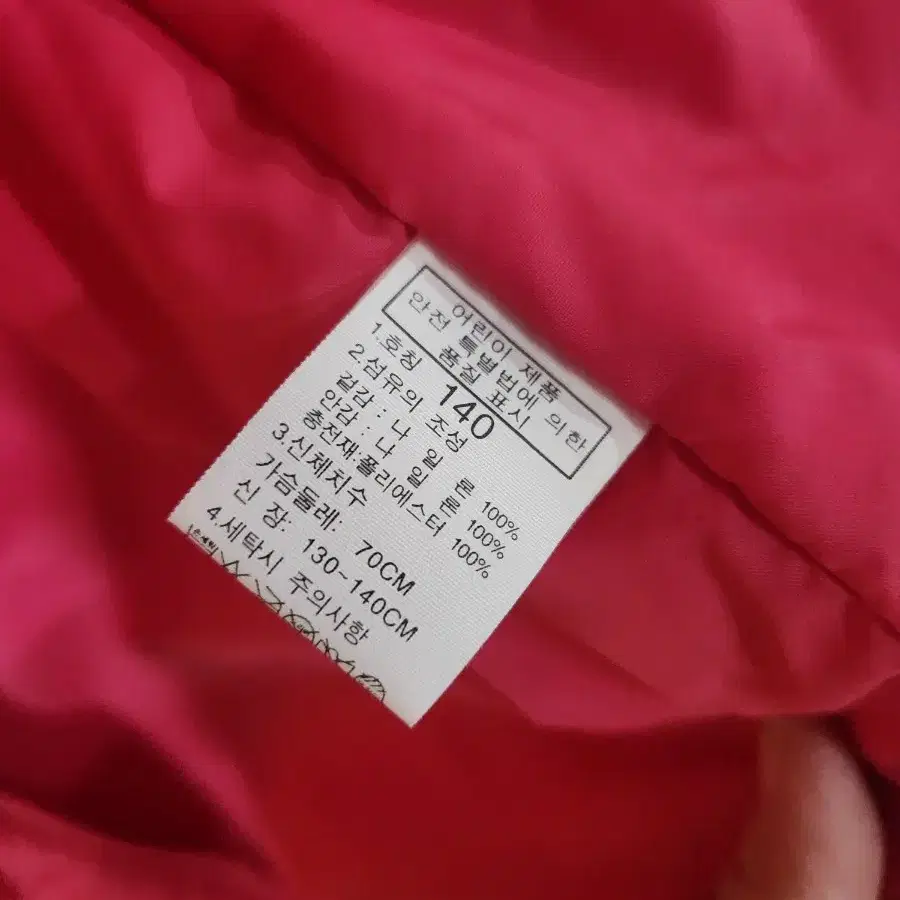 어린이 제품
안전 특별법에 의한
품질 표시
1.호칭 140
2.섬유의 조성
겉감 : 나 일 론 100%
안감 : 나 일 론 100%
충전재:폴리에스터 100%
3.신체치수
가슴둘레: 70CM
신 장: 130~140CM
4.세탁시 주의사항